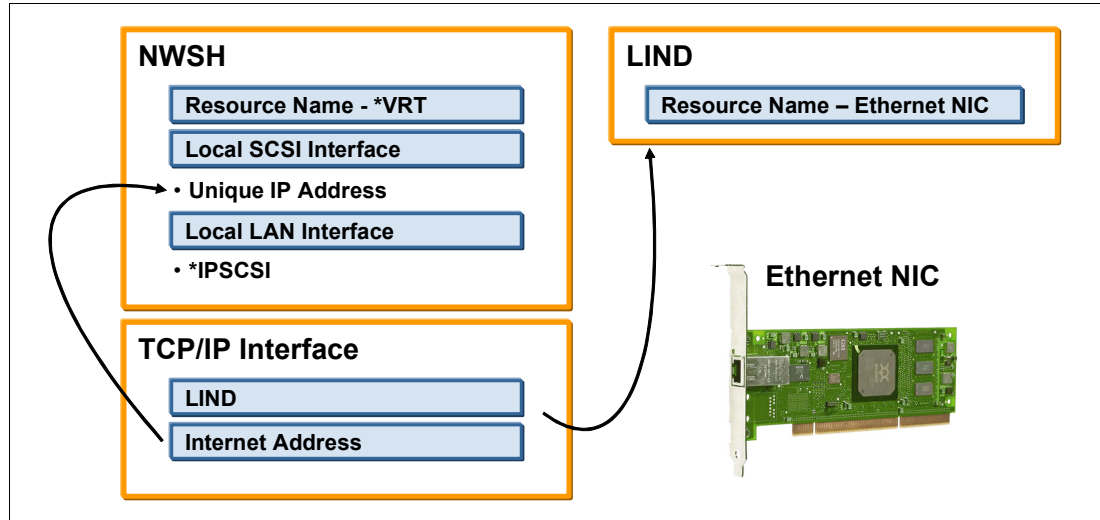 NWSH
Resource Name - *VRT
Local SCSI Interface
• Unique IP Address
Local LAN Interface
• *IPSCSI
TCP/IP Interface
LIND
Internet Address
LIND
Resource Name – Ethernet NIC
Ethernet NIC